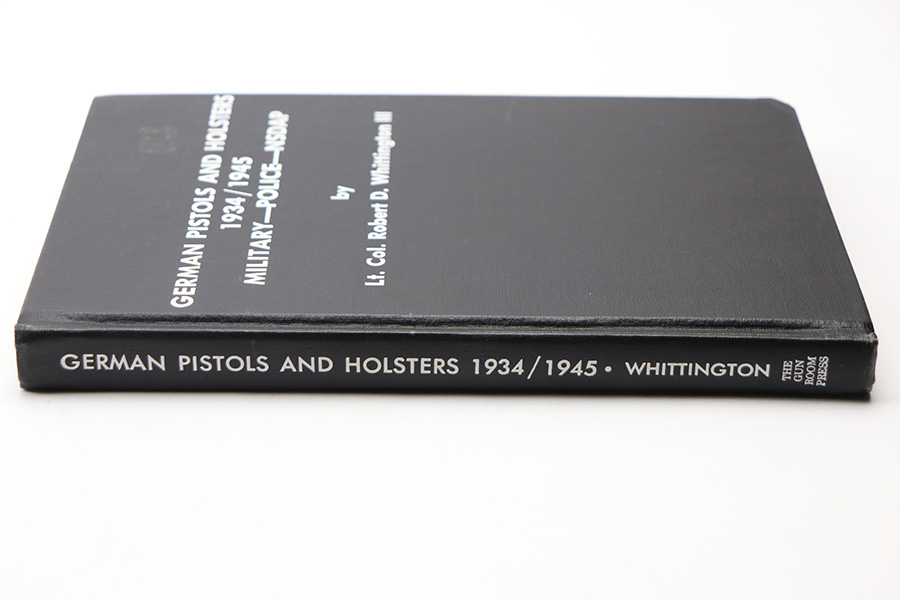 GERMAN PISTOLS AND HOLSTERS
1934/1945
MILITARY—POLICE—NSDAP
by
Lt. Col. Robert D. Whittington III
GERMAN PISTOLS AND HOLSTERS 1934/1945 • WHITTINGTON
THE
GUN
ROOM
PRESS